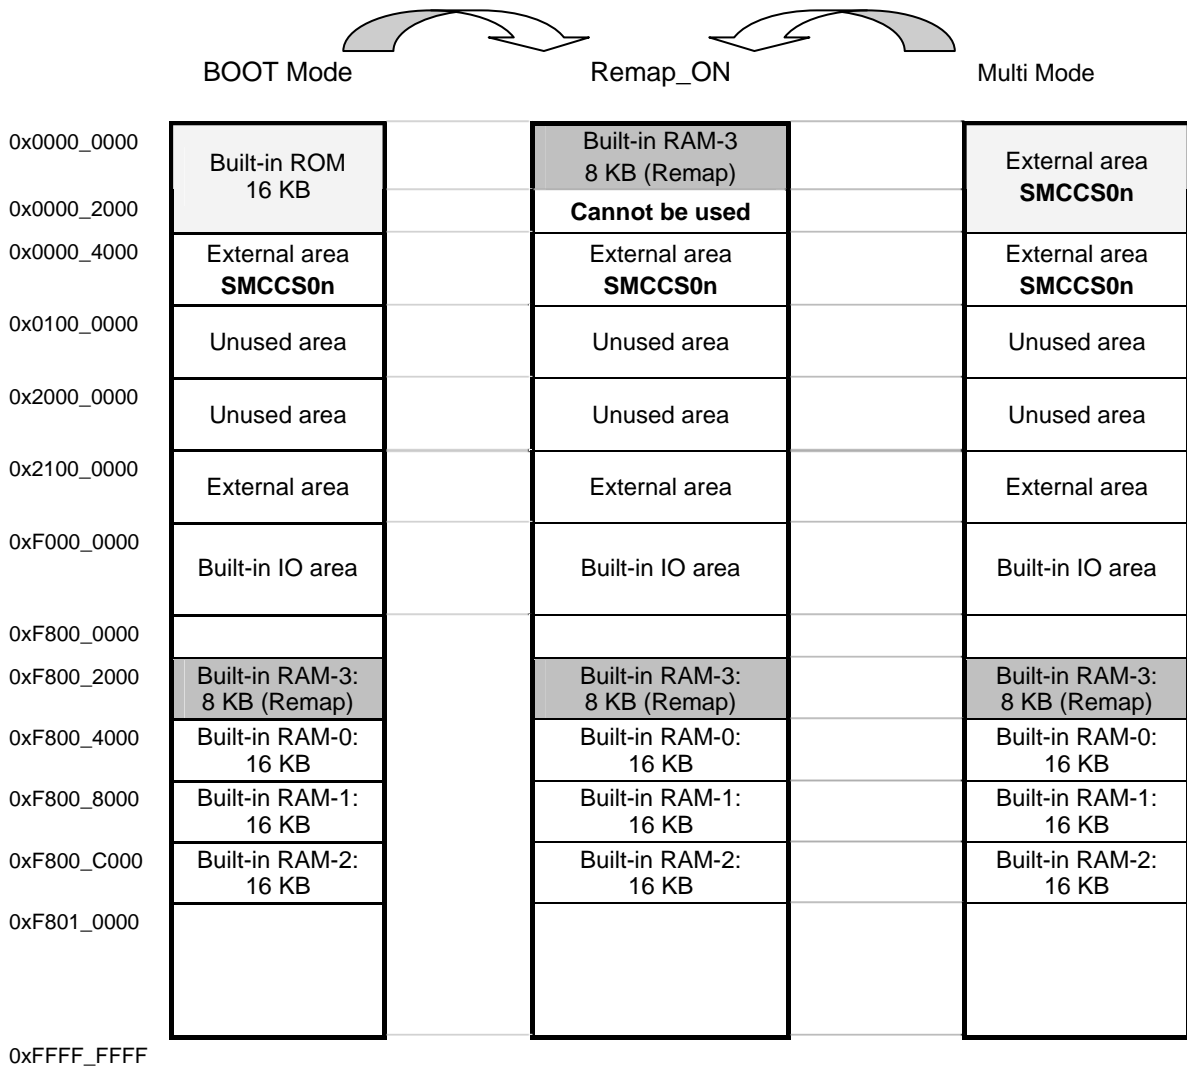 BOOT Mode Remap_ON Multi Mode
0x0000_0000
Built-in ROM
16 KB
Built-in RAM-3
8 KB (Remap)
External area
SMCCS0n
0x0000_2000
Cannot be used
0x0000_4000
External area
SMCCS0n
External area
SMCCS0n
External area
SMCCS0n
0x0100_0000
Unused area Unused area Unused area
0x2000_0000
Unused area Unused area Unused area
0x2100_0000
External area External area External area
0xF000_0000
Built-in IO area Built-in IO area Built-in IO area
0xF800_0000
0xF800_2000
Built-in RAM-3:
8 KB (Remap)
Built-in RAM-3:
8 KB (Remap)
Built-in RAM-3:
8 KB (Remap)
0xF800_4000
Built-in RAM-0:
16 KB
Built-in RAM-0:
16 KB
Built-in RAM-0:
16 KB
0xF800_8000
Built-in RAM-1:
16 KB
Built-in RAM-1:
16 KB
Built-in RAM-1:
16 KB
0xF800_C000
Built-in RAM-2:
16 KB
Built-in RAM-2:
16 KB
Built-in RAM-2:
16 KB
0xF801_0000
0xFFFF_FFFF